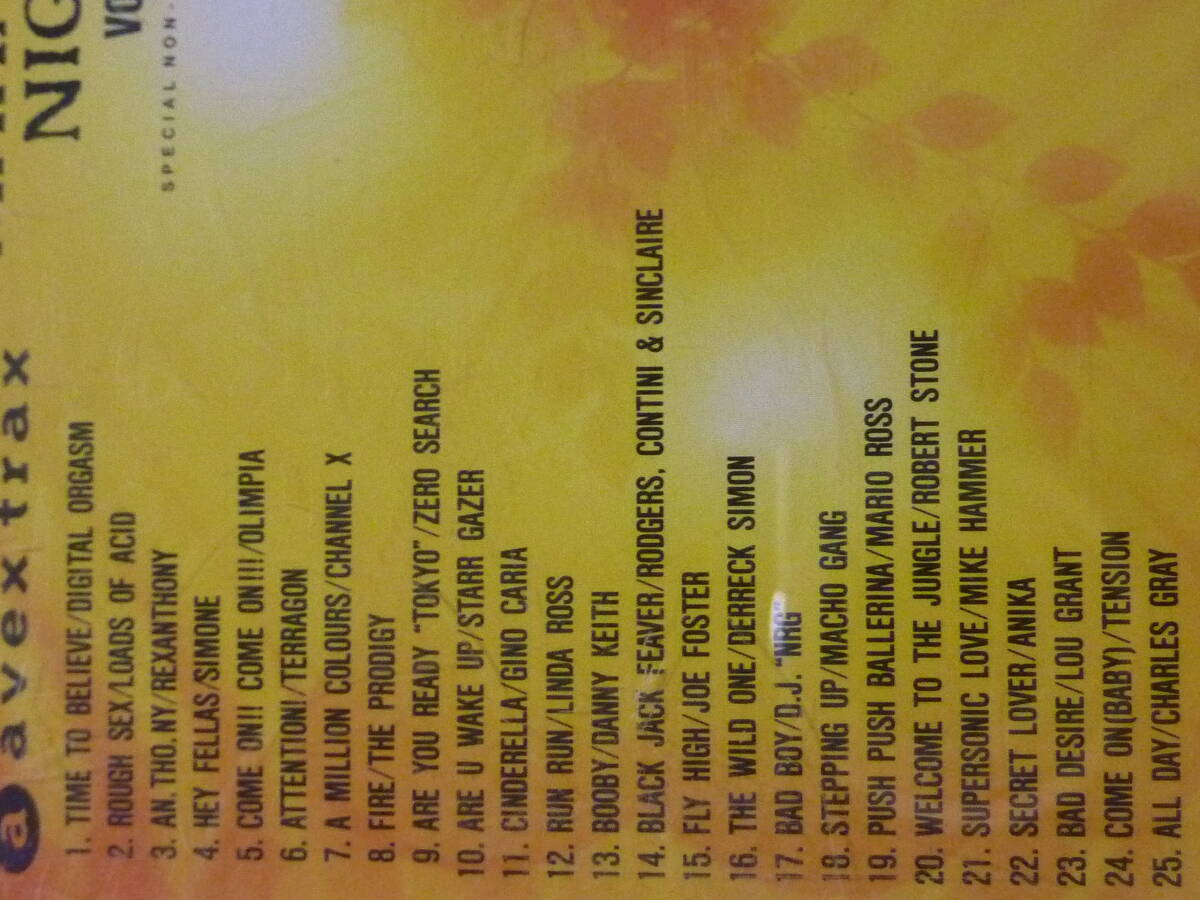 a avex trax
NIG
VO
SPECIAL NON-
1. TIME TO BELIEVE/DIGITAL ORGASM
2. ROUGH SEX/LOADS OF ACID
3. AN.THO.NY/REXANTHONY
4. HEY FELLAS/SIMONE
5. COME ON!! COME ON!!!/OLIMPIA
6. ATTENTION!/TERRAGON
7. A MILLION COLOURS/CHANNEL X
8. FIRE/THE PRODIGY
9. ARE YOU READY "TOKYO"/ZERO SEARCH
10. ARE U WAKE UP/STARR GAZER
11. CINDERELLA/GINO CARIA
12. RUN RUN/LINDA ROSS
13. BOOBY/DANNY KEITH
14. BLACK JACK FEAVER/RODGERS, CONTINI & SINCLAIRE
15. FLY HIGH/JOE FOSTER
16. THE WILD ONE/DERRECK SIMON
17. BAD BOY/D.J. "NRG"
18. STEPPING UP/MACHO GANG
19. PUSH PUSH BALLERINA/MARIO ROSS
20. WELCOME TO THE JUNGLE/ROBERT STONE
21. SUPERSONIC LOVE/MIKE HAMMER
22. SECRET LOVER/ANIKA
23. BAD DESIRE/LOU GRANT
24. COME ON(BABY)/TENSION
25. ALL DAY/CHARLES GRAY